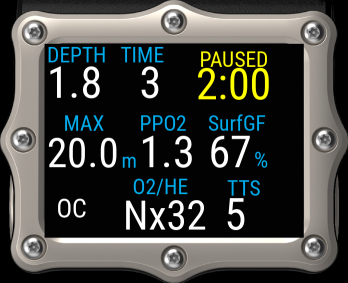 DEPTH TIME PAUSED
1.8 3 2:00
MAX PPO2 SurfGF
20.0 m 1.3 67 %
O2/HE TTS
OC Nx32 5